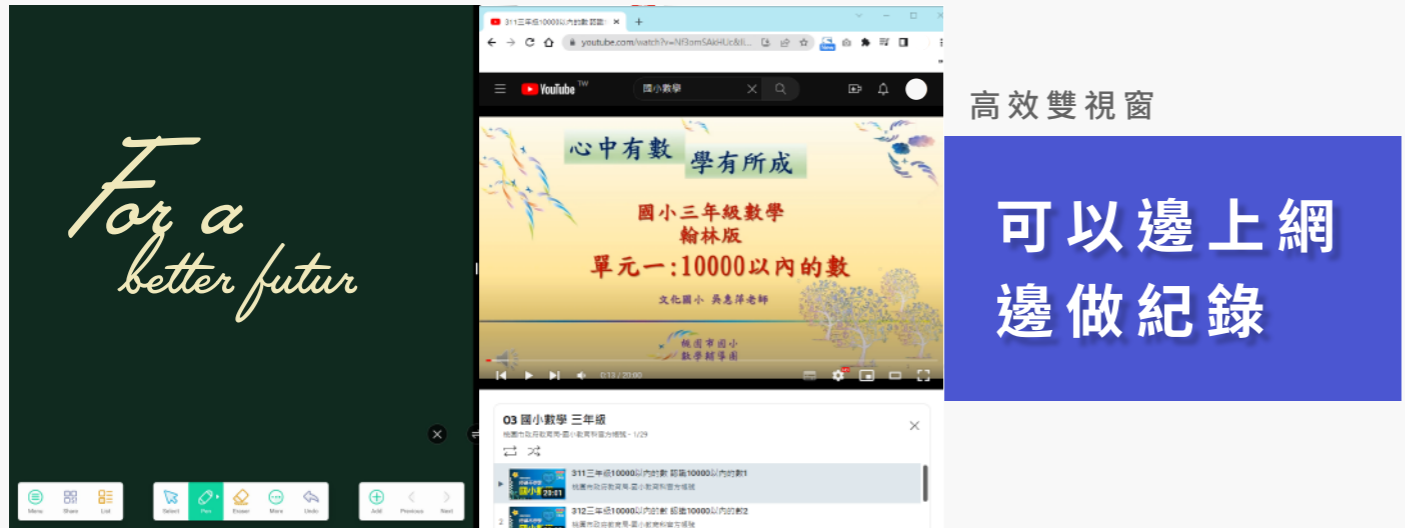 For a
better futur
Menu
Share
List
Select
Pen
Eraser
More
Undo
Add
Previous
Next
311三年級10000以內的數 認識
YouTube TW
國小數學
心中有數 學有所成
國小三年級數學
翰林版
單元一:10000以內的數
文化國小 吳惠萍老師
桃園市國小
數學輔導團
0:13 / 20:00
03 國小數學 三年級
桃園市政府教育局-國小教育科官方頻道 - 1/29
311三年級10000以內的數 認識10000以內的數1
桃園市政府教育局-國小教育科官方頻道
20:01
2
312三年級10000以內的數 認識10000以內的數2
桃園市政府教育局-國小教育科官方頻道
高效雙視窗
可以邊上網
邊做紀錄